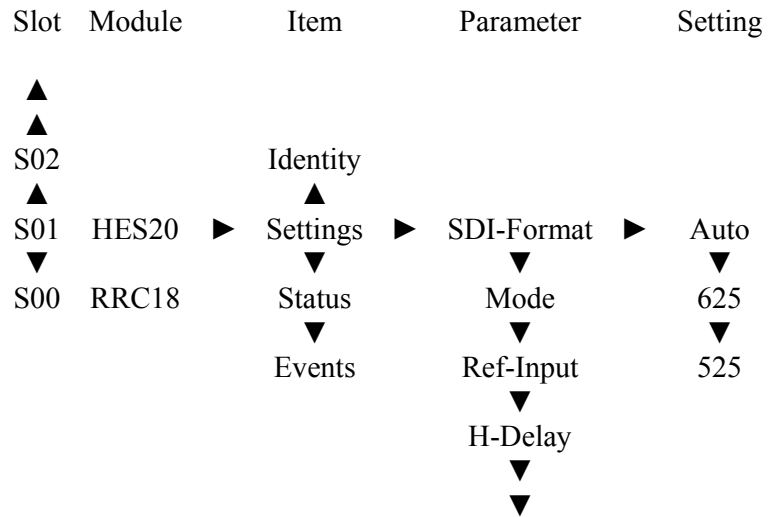 Slot Module Item Parameter Setting
▲
▲
S02 Identity
▲ ▲
S01 HES20 ► Settings ► SDI-Format ► Auto
▼ ▼ ▼ ▼
S00 RRC18 Status Mode 625
▼ ▼ ▼
Events Ref-Input 525
▼
H-Delay
▼
▼